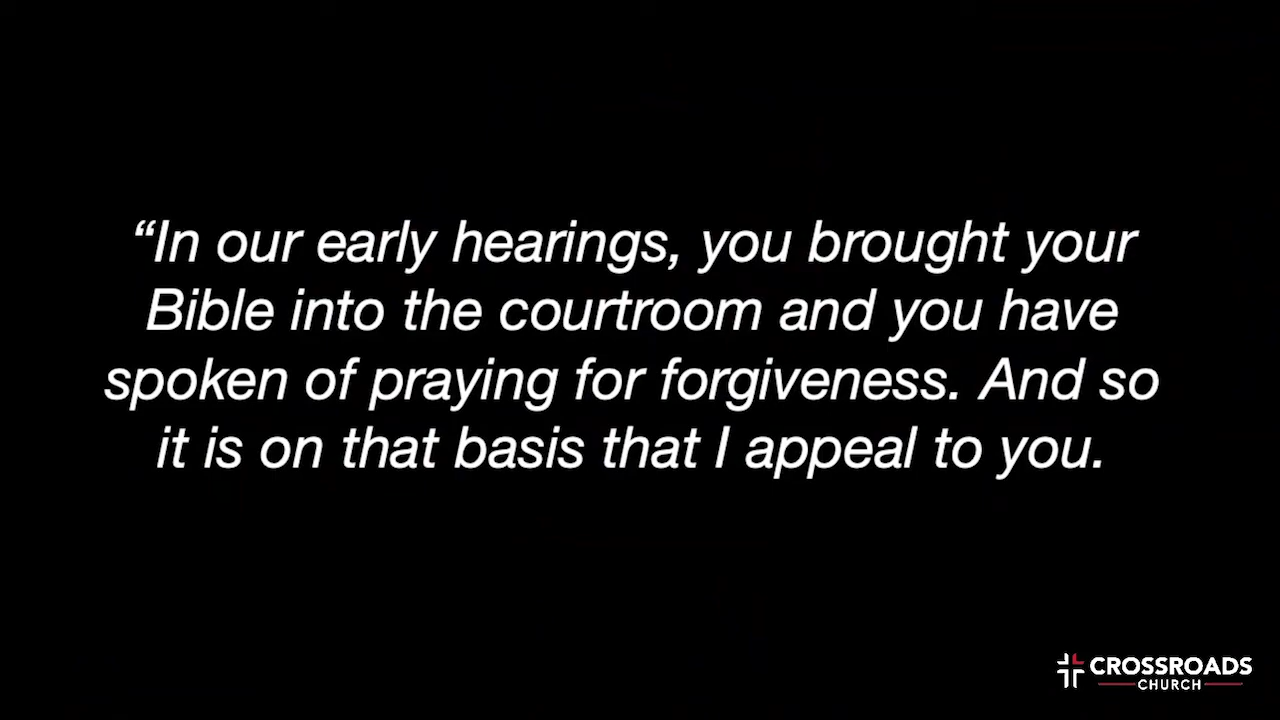 “In our early hearings, you brought your
Bible into the courtroom and you have
spoken of praying for forgiveness. And so
it is on that basis that I appeal to you.
CROSSROADS
CHURCH